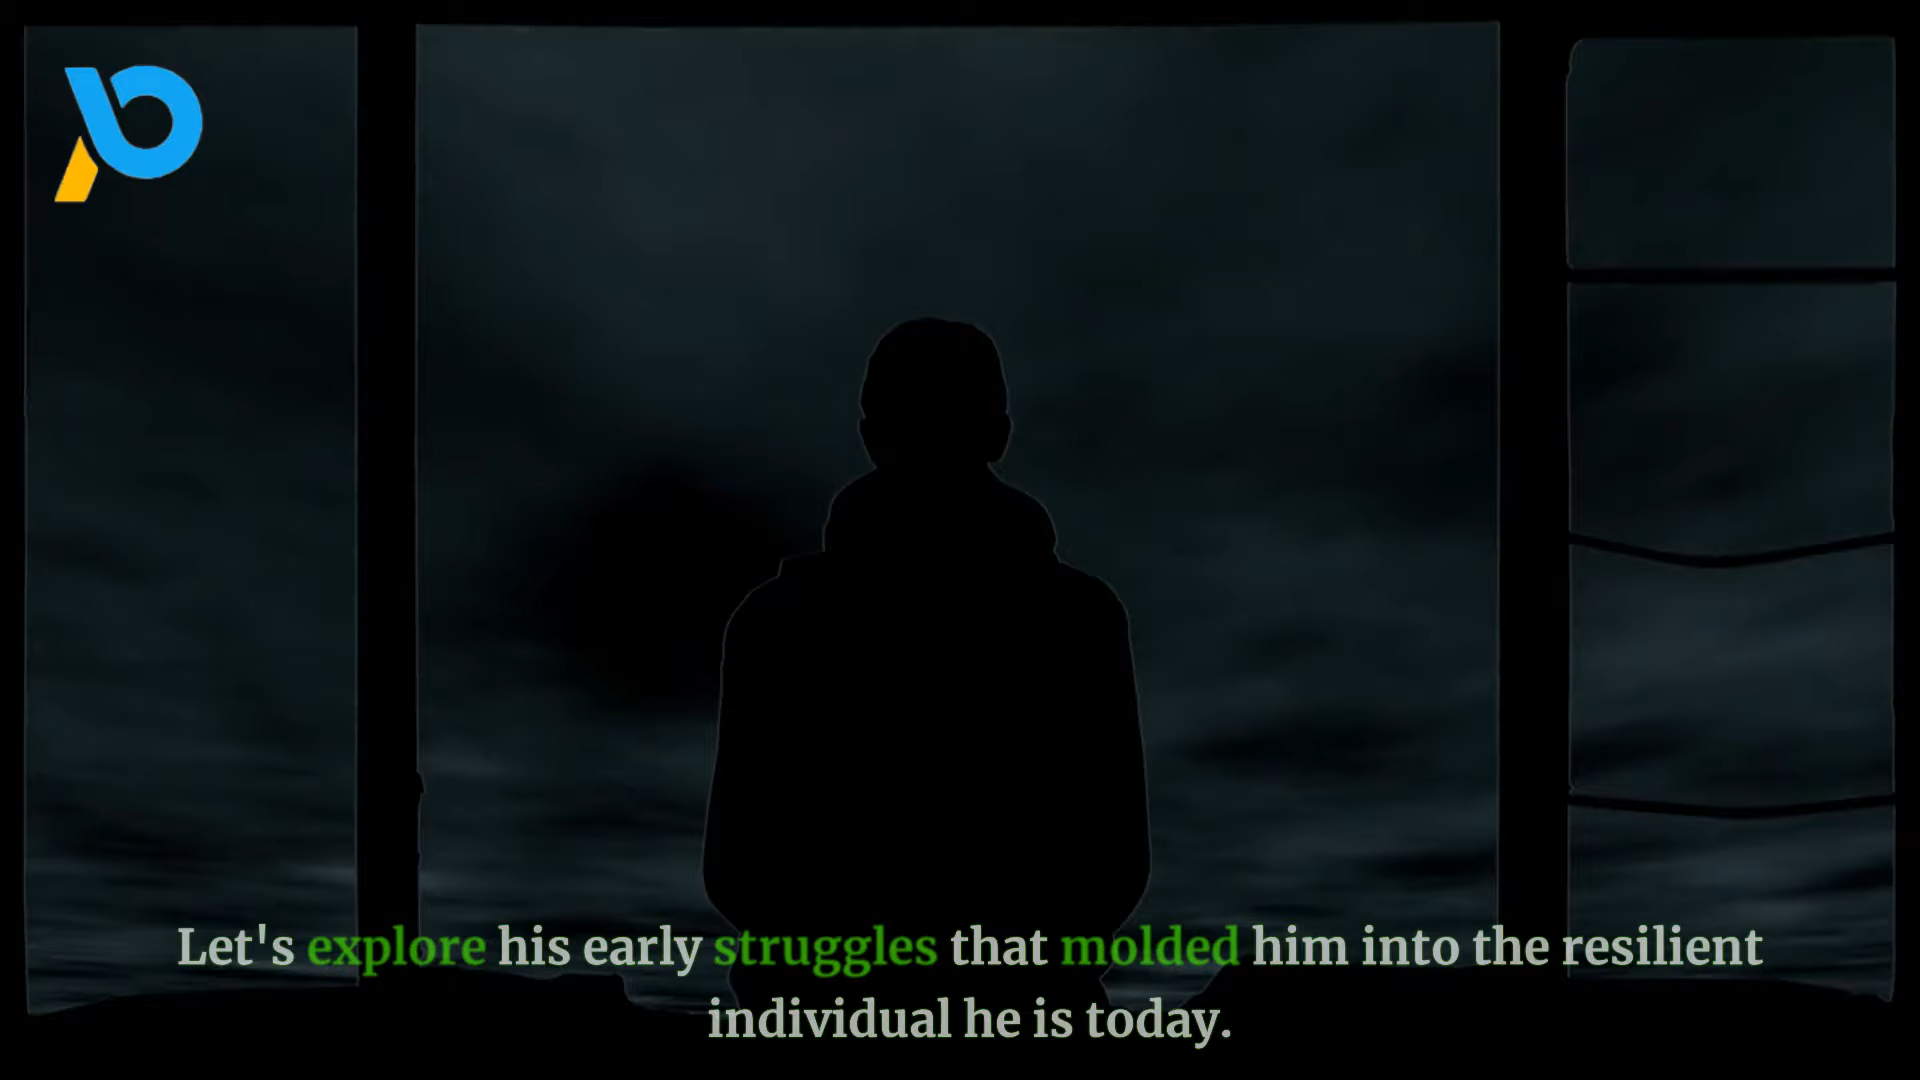 Let's explore his early struggles that molded him into the resilient
individual he is today.